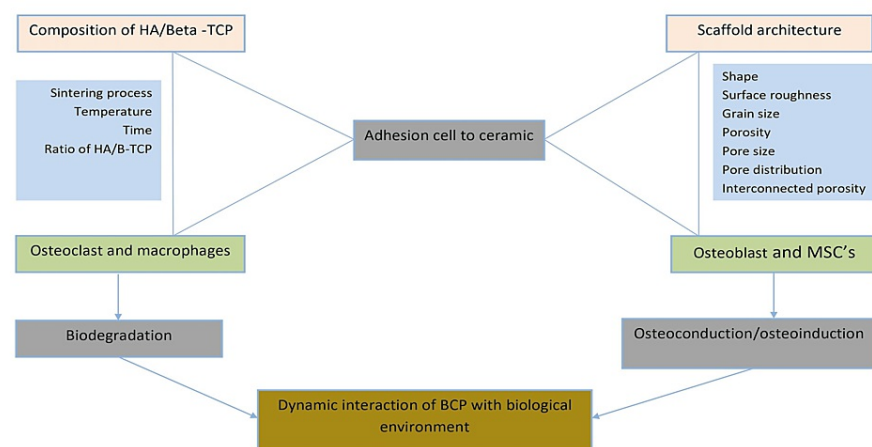 Composition of HA/Beta -TCP
Scaffold architecture
Sintering process
Temperature
Time
Ratio of HA/B-TCP
Shape
Surface roughness
Grain size
Porosity
Pore size
Pore distribution
Interconnected porosity
Adhesion cell to ceramic
Osteoclast and macrophages
Osteoblast and MSC's
Biodegradation
Osteoconduction/osteoinduction
Dynamic interaction of BCP with biological
environment